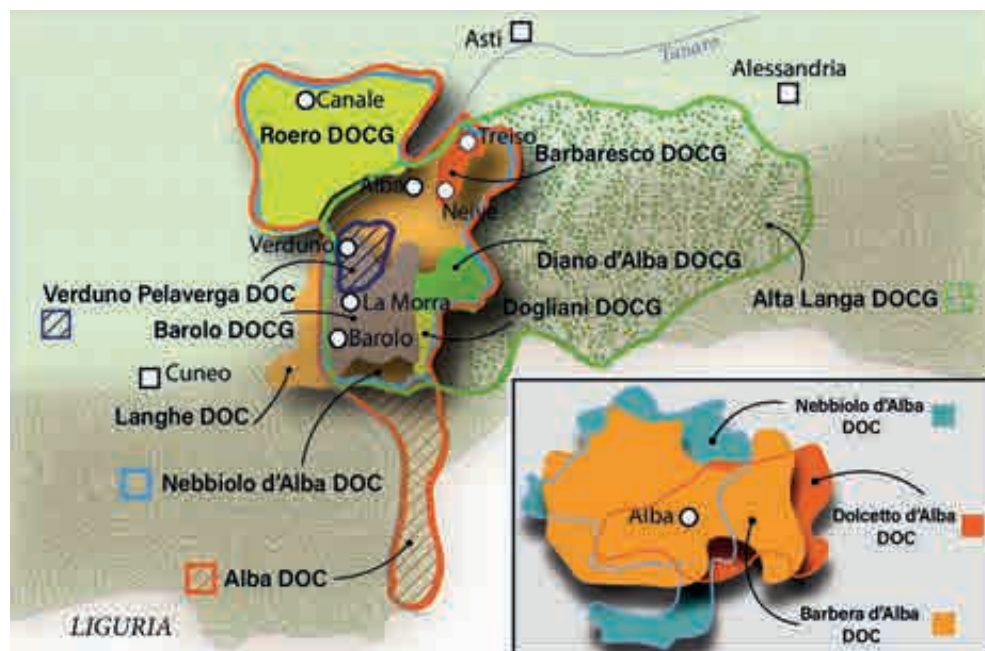 Asti
Tanaro
Alessandria
Canale
Roero DOCG
Treiso
Barbaresco DOCG
Alba
Neive
Verduno
Diano d'Alba DOCG
Verduno Pelaverga DOC
La Morra
Dogliani DOCG
Alta Langa DOCG
Barolo DOCG
Barolo
Cuneo
Langhe DOC
Nebbiolo d'Alba DOC
Alba DOC
LIGURIA
Nebbiolo d'Alba
DOC
Alba
Dolcetto d'Alba
DOC
Barbera d'Alba
DOC